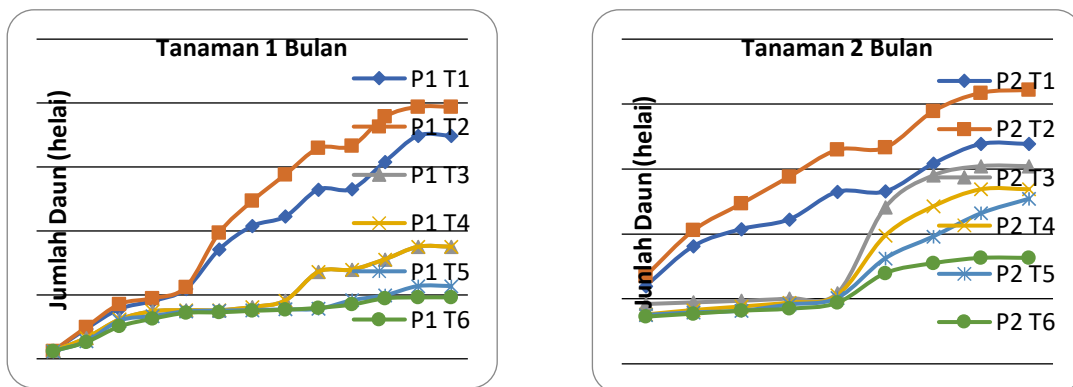 Tanaman 1 Bulan
Jumlah Daun (helai)
P1 T1
P1 T2
P1 T3
P1 T4
P1 T5
P1 T6
Tanaman 2 Bulan
Junlah Daun (helai)
P2 T1
P2 T2
P2 T3
P2 T4
P2 T5
P2 T6